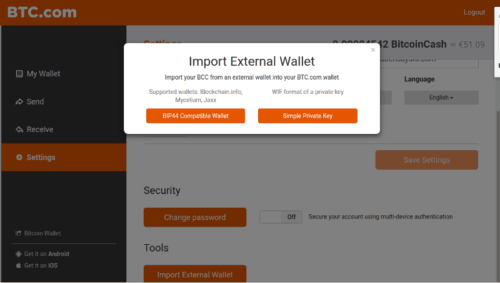 BTC.com
Logout
Settings
BitcoinCash ≈ €51.09
Import External Wallet
Import your BCC from an external wallet into your BTC.com wallet
Supported wallets: Blockchain.info,
Mycelium, Jaxx
WIF format of a private key
BIP44 Compatible Wallet
Simple Private Key
Language
English
My Wallet
Send
Receive
Settings
Save Settings
Security
Change password
Off
Secure your account using multi-device authentication
Tools
Import External Wallet
Bitcoin Wallet
Get it on Android
Get it on iOS